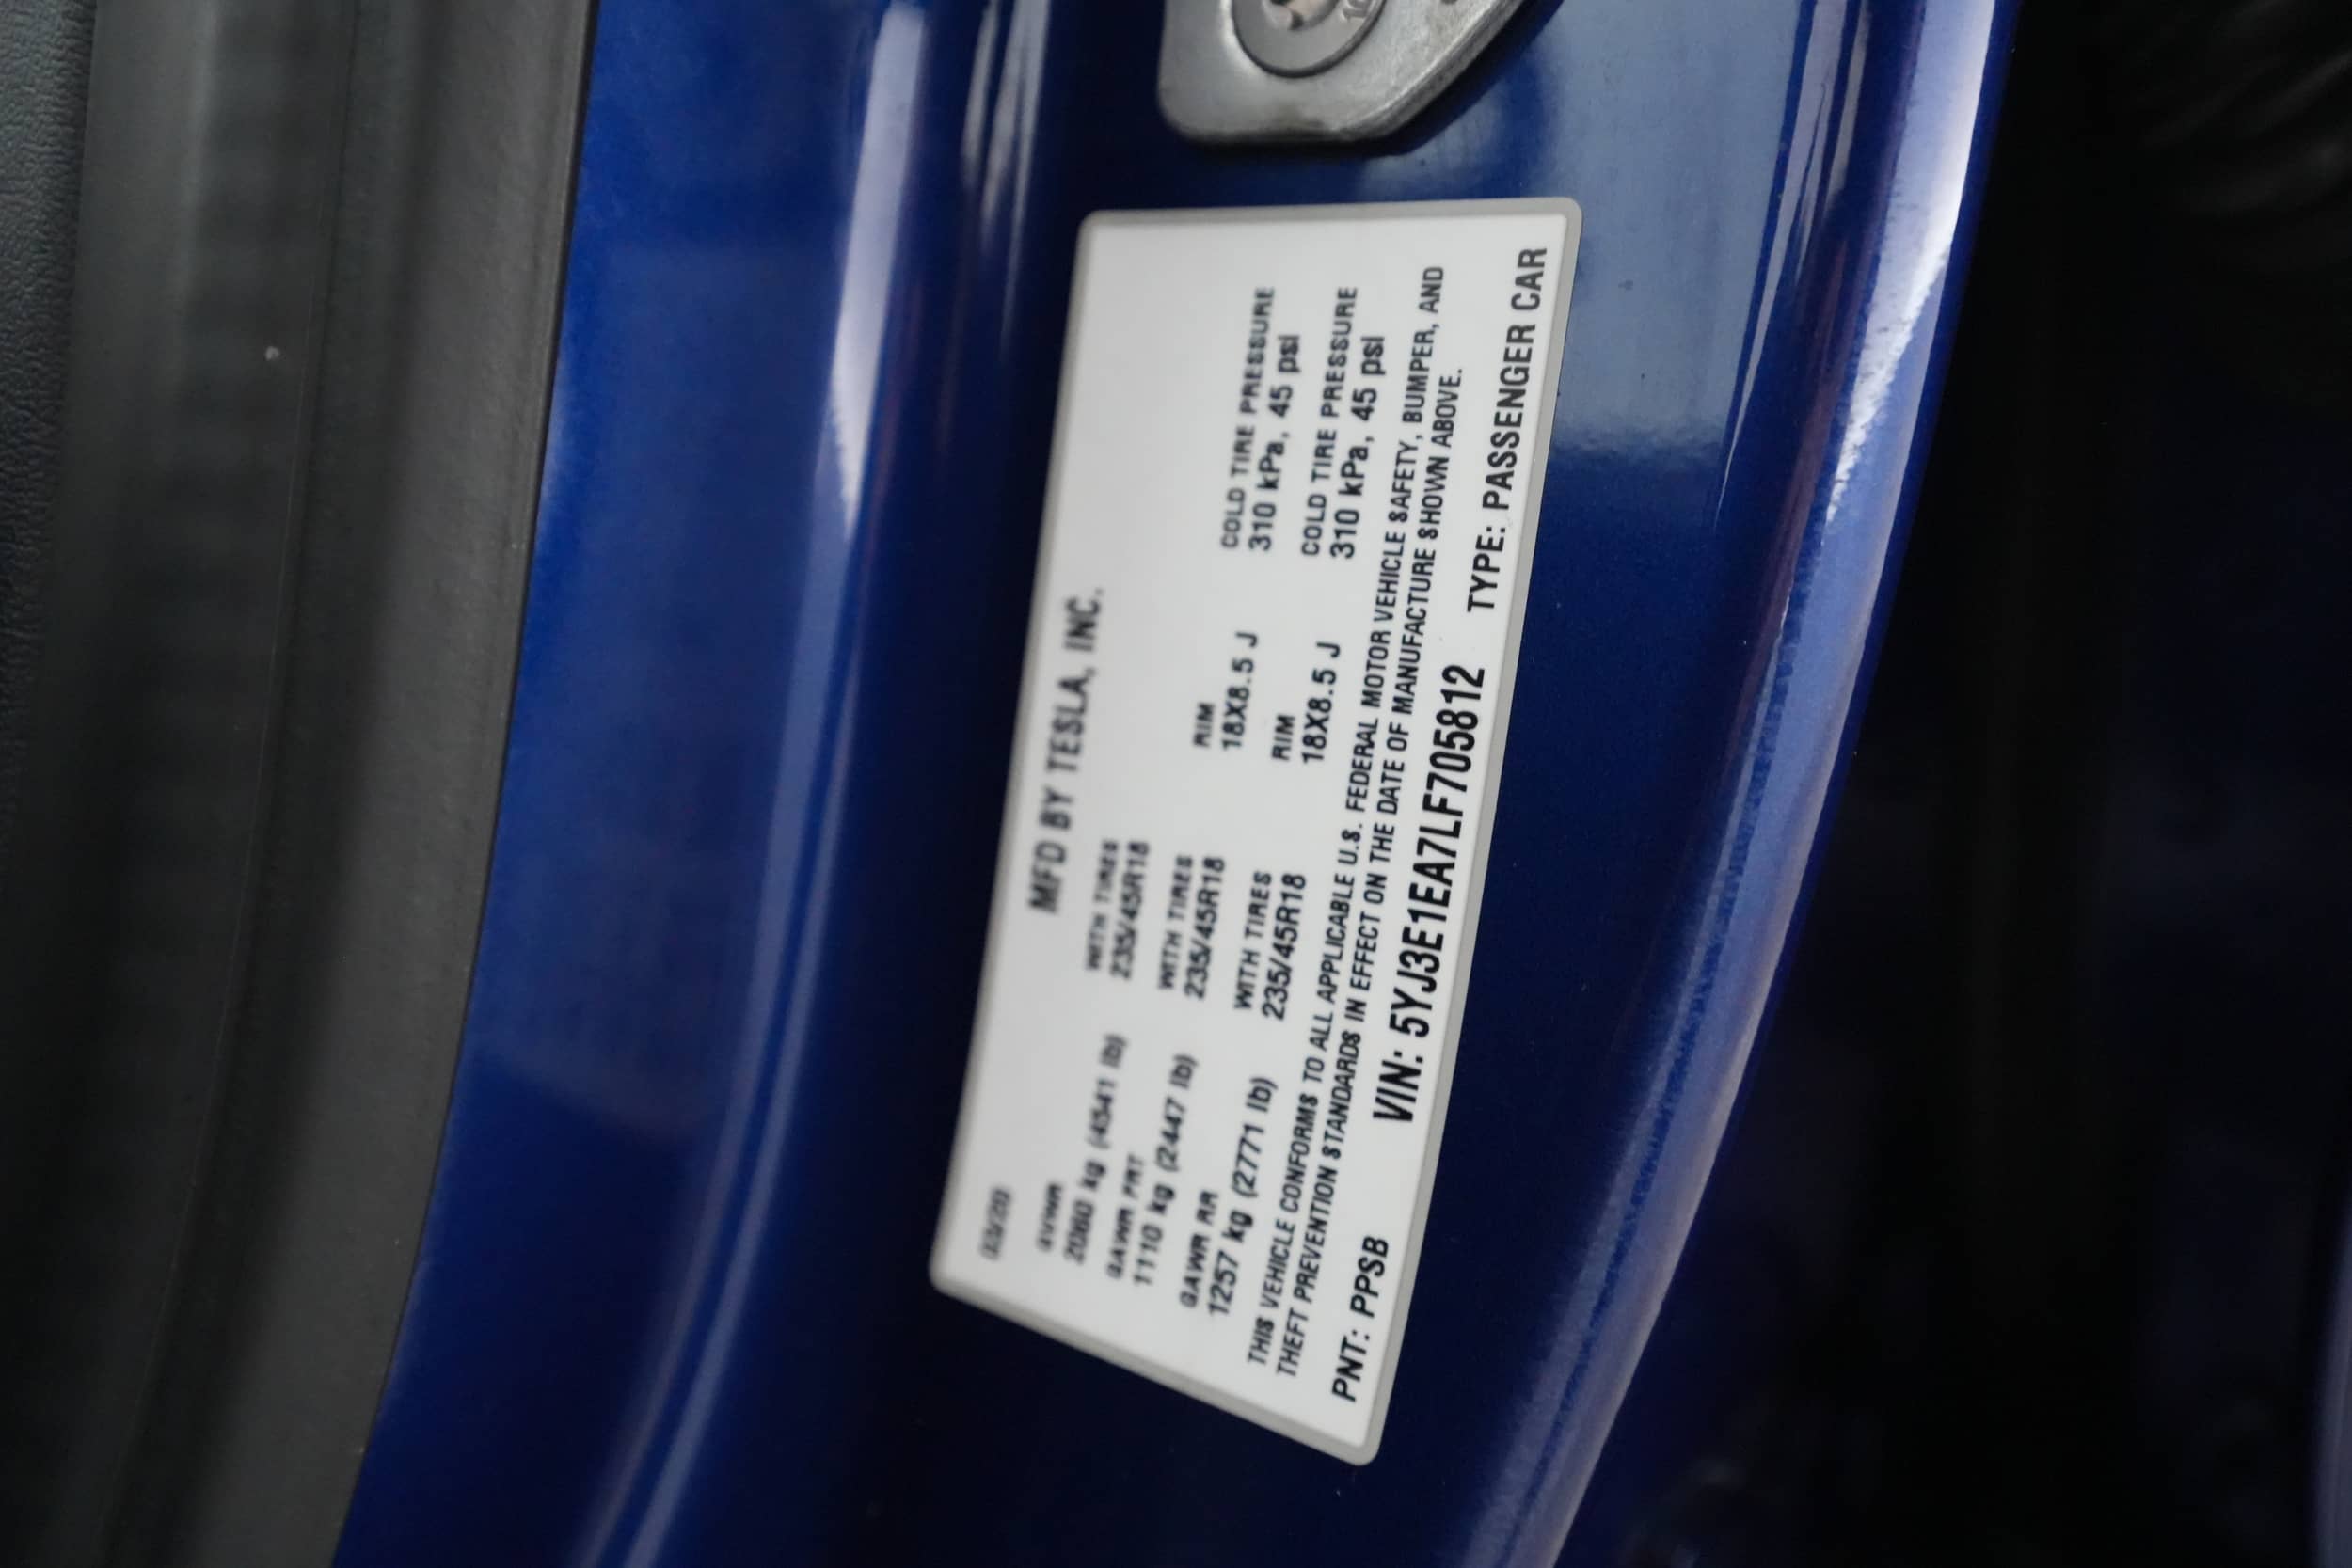 MFD BY TESLA, INC.
GVWR
2060 kg (4541 lb)
WITH TIRES
235/45R18
GAWR FRT
1110 kg (2447 lb)
WITH TIRES
235/45R18
RIM
18X8.5 J
COLD TIRE PRESSURE
310 kPa, 45 psi
GAWR RR
1257 kg (2771 lb)
WITH TIRES
235/45R18
RIM
18X8.5 J
COLD TIRE PRESSURE
310 kPa, 45 psi
THIS VEHICLE CONFORMS TO ALL APPLICABLE U.S. FEDERAL MOTOR VEHICLE SAFETY, BUMPER, AND
THEFT PREVENTION STANDARDS IN EFFECT ON THE DATE OF MANUFACTURE SHOWN ABOVE.
PNT: PPSB VIN: 5YJ3E1EA7LF705812 TYPE: PASSENGER CAR